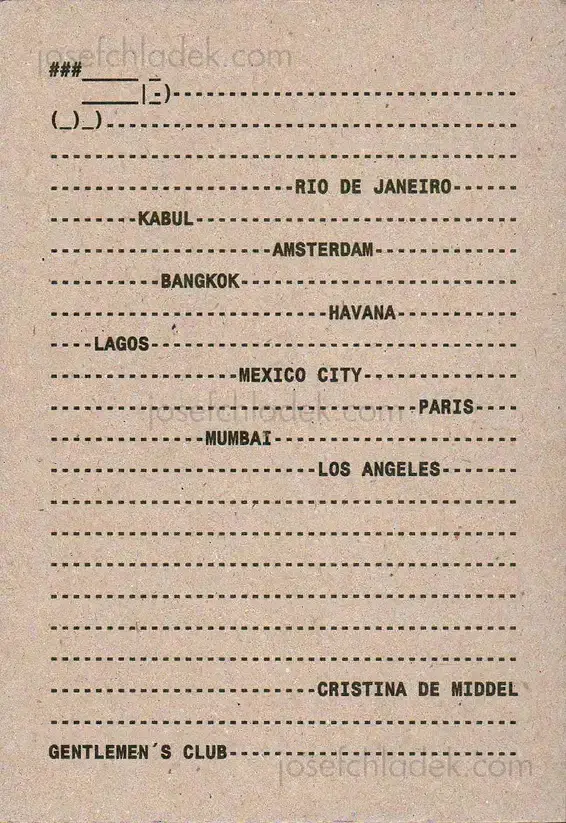 josefchladek.com
###_____ _
   _____|_-)-------------------------------
(_)_)-------------------------------------
------------------------------------------
----------------------RIO DE JANEIRO------
--------KABUL-----------------------------
--------------------AMSTERDAM-------------
----------BANGKOK-------------------------
-------------------------HAVANA-----------
----LAGOS---------------------------------
-----------------MEXICO CITY--------------
---------------------------------PARIS----
josefchladek.com
--------------MUMBAI----------------------
------------------------LOS ANGELES-------
------------------------------------------
------------------------------------------
------------------------------------------
------------------------------------------
------------------------------------------
------------------------------------------
------------------------CRISTINA DE MIDDEL
------------------------------------------
GENTLEMEN´S CLUB--------------------------
josefchladek.com